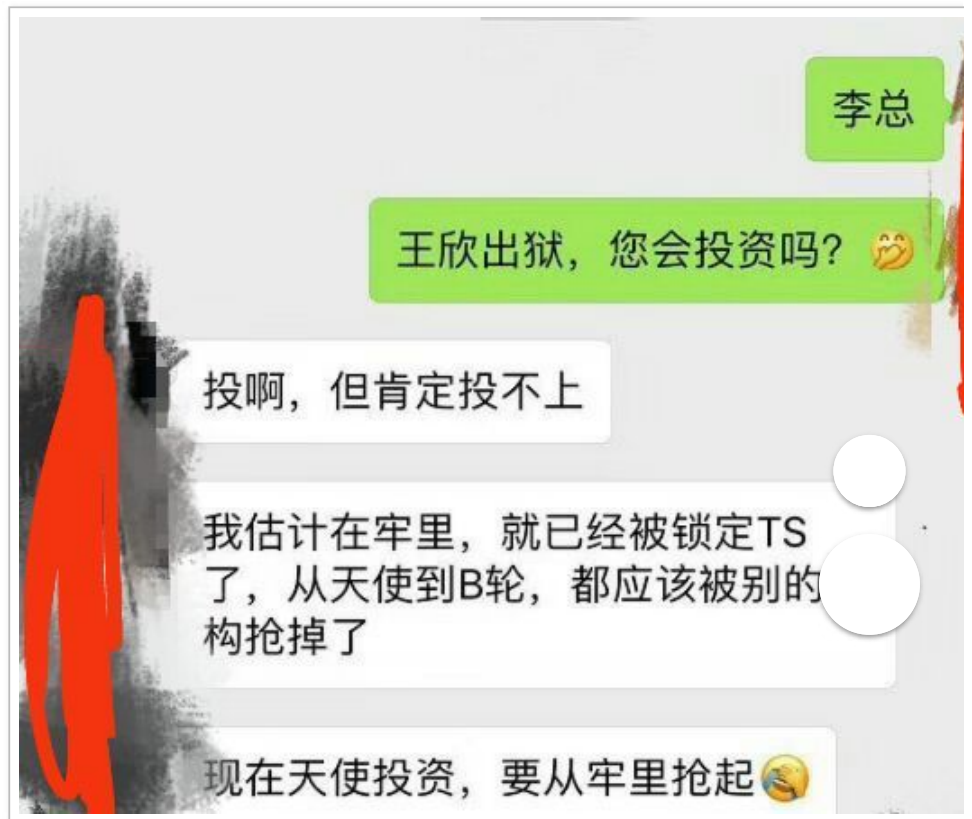 李总
王欣出狱，您会投资吗？🤭
投啊，但肯定投不上
我估计在牢里，就已经被锁定TS
了，从天使到B轮，都应该被别的
构抢掉了
现在天使投资，要从牢里抢起🤣